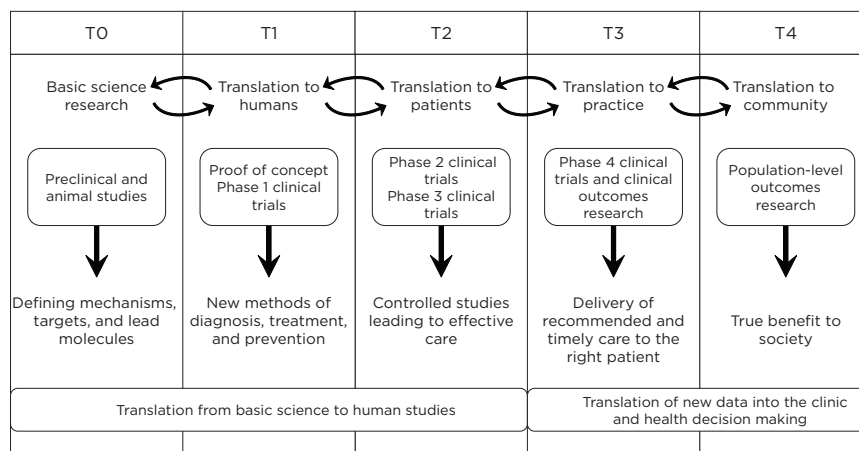 T0
T1
T2
T3
T4
Basic science
research
Translation to
humans
Translation to
patients
Translation to
practice
Translation to
community
Preclinical and
animal studies
Proof of concept
Phase 1 clinical
trials
Phase 2 clinical
trials
Phase 3 clinical
trials
Phase 4 clinical
trials and clinical
outcomes
research
Population-level
outcomes
research
Defining mechanisms,
targets, and lead
molecules
New methods of
diagnosis, treatment,
and prevention
Controlled studies
leading to effective
care
Delivery of
recommended and
timely care to the
right patient
True benefit to
society
Translation from basic science to human studies
Translation of new data into the clinic
and health decision making